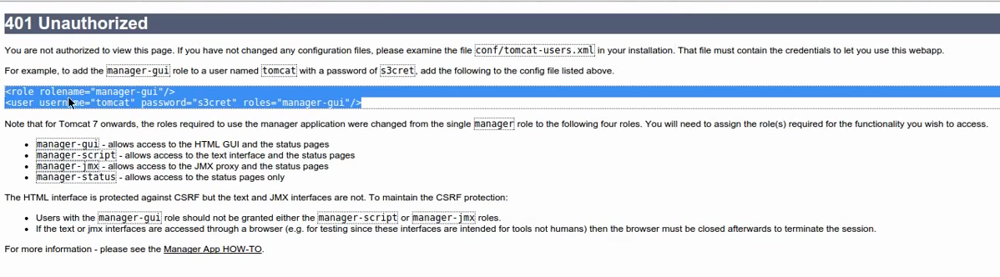 401 Unauthorized
You are not authorized to view this page. If you have not changed any configuration files, please examine the file conf/tomcat-users.xml in your installation. That file must contain the credentials to let you use this webapp.
For example, to add the manager-gui role to a user named tomcat with a password of s3cret, add the following to the config file listed above.
<role rolename="manager-gui"/>
<user username="tomcat" password="s3cret" roles="manager-gui"/>
Note that for Tomcat 7 onwards, the roles required to use the manager application were changed from the single manager role to the following four roles. You will need to assign the role(s) required for the functionality you wish to access.
• manager-gui - allows access to the HTML GUI and the status pages
• manager-script - allows access to the text interface and the status pages
• manager-jmx - allows access to the JMX proxy and the status pages
• manager-status - allows access to the status pages only
The HTML interface is protected against CSRF but the text and JMX interfaces are not. To maintain the CSRF protection:
• Users with the manager-gui role should not be granted either the manager-script or manager-jmx roles.
• If the text or jmx interfaces are accessed through a browser (e.g. for testing since these interfaces are intended for tools not humans) then the browser must be closed afterwards to terminate the session.
For more information - please see the Manager App HOW-TO.